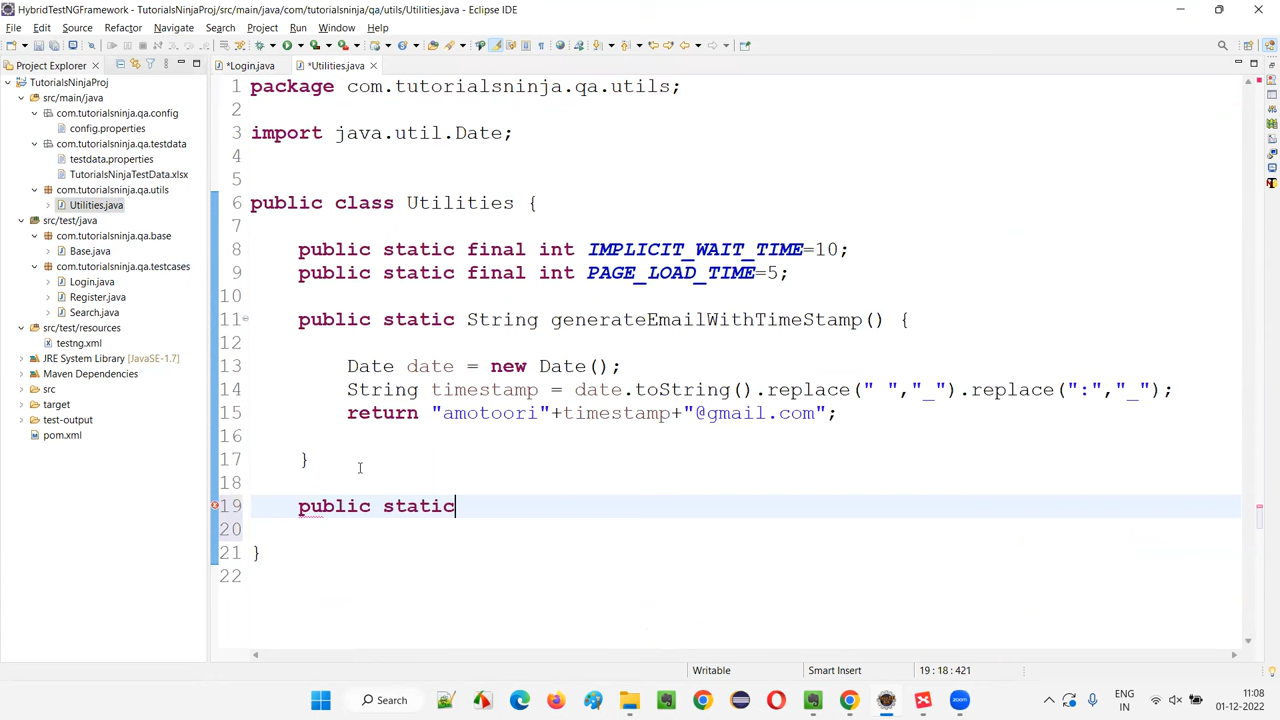 HybridTestNGFramework - TutorialsNinjaProj/src/main/java/com/tutorialsninja/qa/utils/Utilities.java - Eclipse IDE
File Edit Source Refactor Navigate Search Project Run Window Help
Project Explorer
*Login.java
*Utilities.java
TutorialsNinjaProj
src/main/java
com.tutorialsninja.qa.config
config.properties
com.tutorialsninja.qa.testdata
testdata.properties
TutorialsNinjaTestData.xlsx
com.tutorialsninja.qa.utils
Utilities.java
src/test/java
com.tutorialsninja.qa.base
Base.java
com.tutorialsninja.qa.testcases
Login.java
Register.java
Search.java
src/test/resources
testng.xml
JRE System Library [JavaSE-1.7]
Maven Dependencies
src
target
test-output
pom.xml
1 package com.tutorialsninja.qa.utils;
2
3 import java.util.Date;
4
5
6 public class Utilities {
7
8 public static final int IMPLICIT_WAIT_TIME=10;
9 public static final int PAGE_LOAD_TIME=5;
10
11 public static String generateEmailWithTimeStamp() {
12
13 Date date = new Date();
14 String timestamp = date.toString().replace(" ","_").replace(":","_");
15 return "amotoori"+timestamp+"@gmail.com";
16
17 }
18
19 public static
20
21 }
22
Writable
Smart Insert
19 : 18 : 421
Search
ENG
IN
11:08
01-12-2022